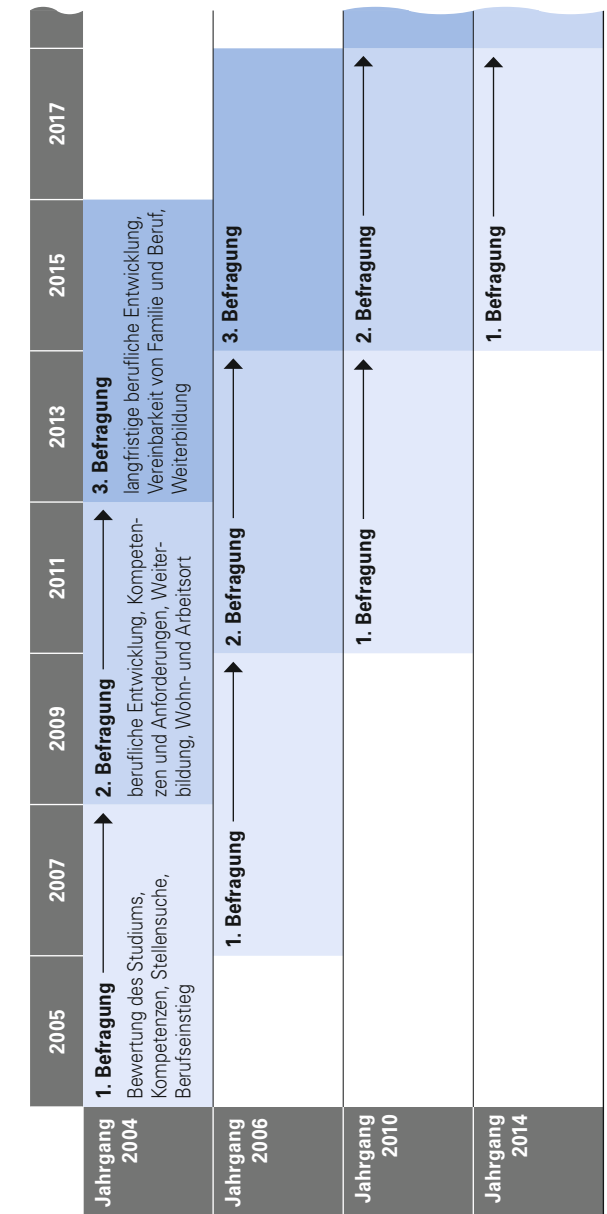 2005
2007
2009
2011
2013
2015
2017
Jahrgang
2004
1. Befragung
Bewertung des Studiums,
Kompetenzen, Stellensuche,
Berufseinstieg
2. Befragung
berufliche Entwicklung, Kompeten-
zen und Anforderungen, Weiter-
bildung, Wohn- und Arbeitsort
3. Befragung
langfristige berufliche Entwicklung,
Vereinbarkeit von Familie und Beruf,
Weiterbildung
Jahrgang
2006
1. Befragung
2. Befragung
3. Befragung
Jahrgang
2010
1. Befragung
2. Befragung
Jahrgang
2014
1. Befragung